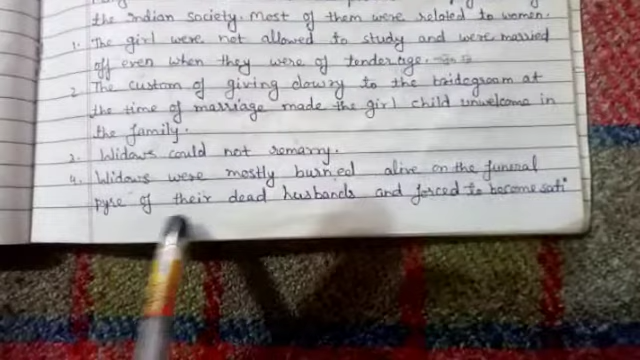 the Indian society. Most of them were related to women.
1. The girl were not allowed to study and were married
off even when they were of tender age.
2. The custom of giving dowry to the bridegroom at
the time of marriage made the girl child unwelcome in
the family.
3. Widows could not remarry.
4. Widows were mostly burnied alive on the funeral
pyre of their dead husbands and forced to become sati